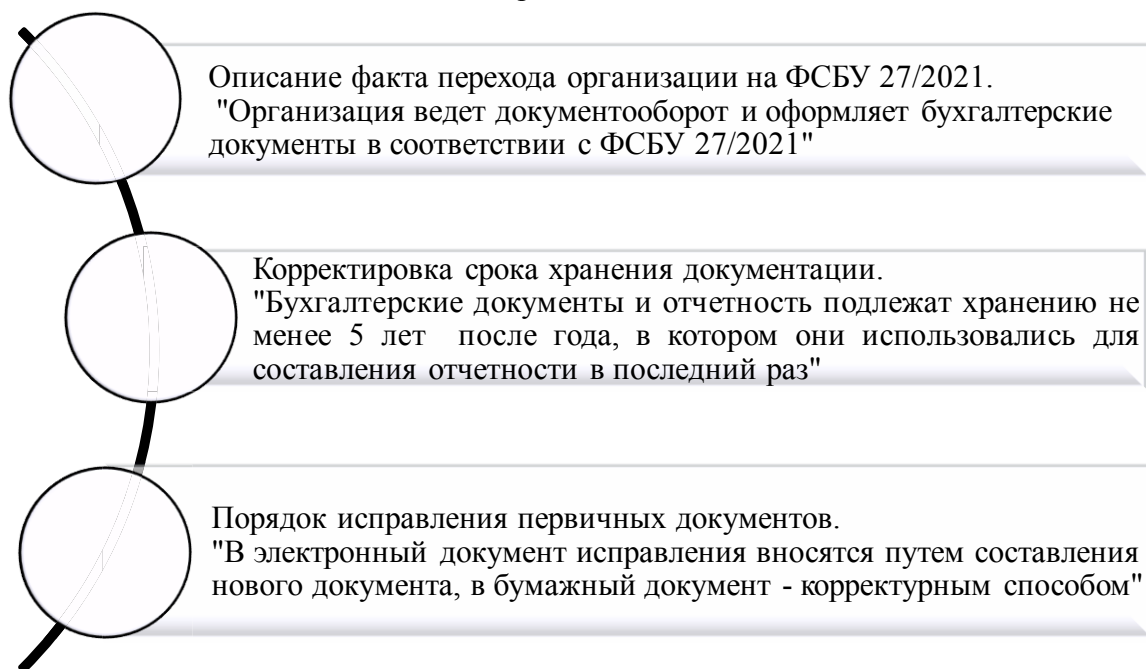 Описание факта перехода организации на ФСБУ 27/2021.
"Организация ведет документооборот и оформляет бухгалтерские
документы в соответствии с ФСБУ 27/2021"
Корректировка срока хранения документации.
"Бухгалтерские документы и отчетность подлежат хранению не
менее 5 лет после года, в котором они использовались для
составления отчетности в последний раз"
Порядок исправления первичных документов.
"В электронный документ исправления вносятся путем составления
нового документа, в бумажный документ - корректурным способом"